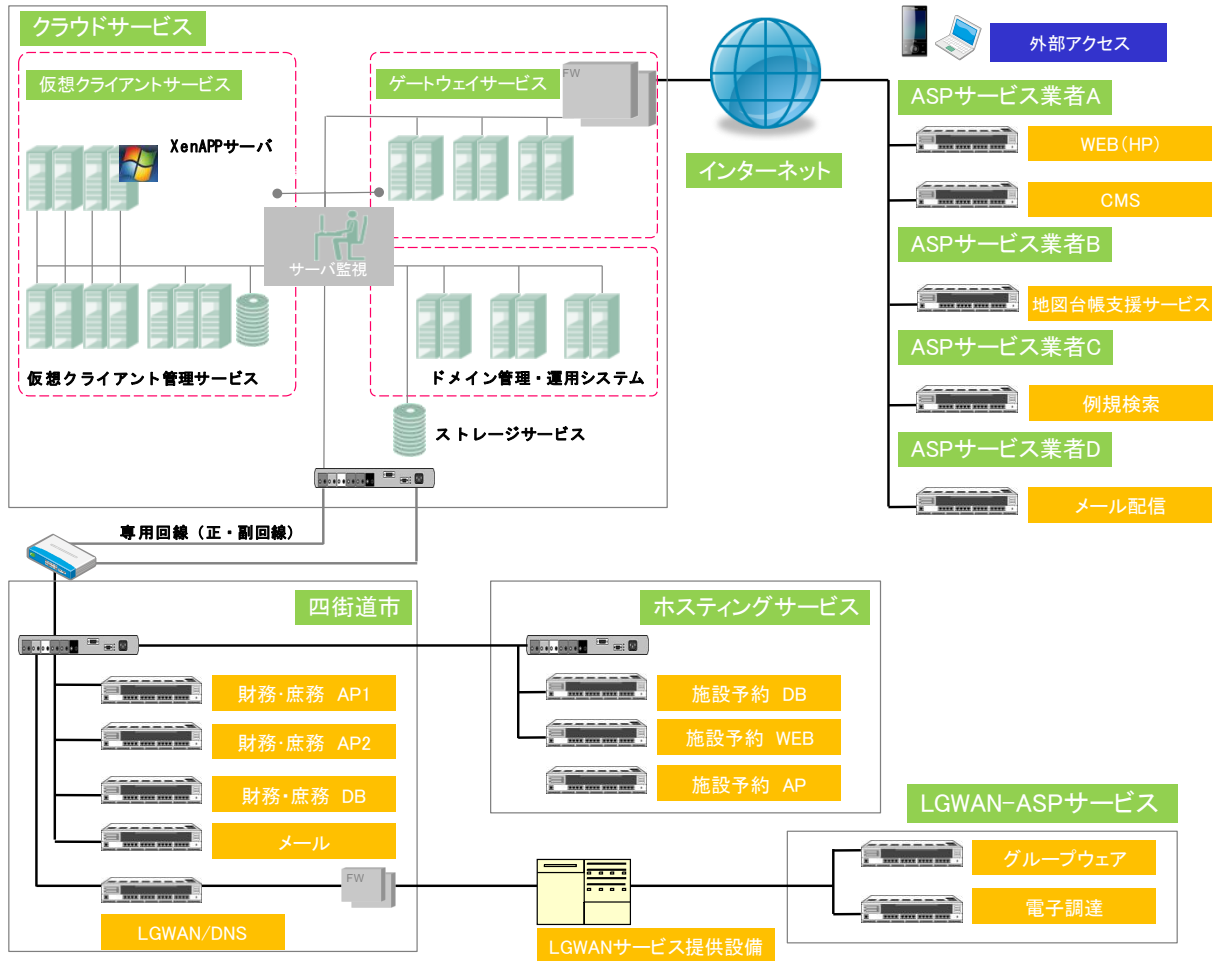 クラウドサービス
仮想クライアントサービス
XenAPPサーバ
ゲートウェイサービス
FW
サーバ監視
仮想クライアント管理サービス
ドメイン管理・運用システム
ストレージサービス
インターネット
外部アクセス
ASPサービス業者A
WEB(HP)
CMS
ASPサービス業者B
地図台帳支援サービス
ASPサービス業者C
例規検索
ASPサービス業者D
メール配信
専用回線（正・副回線）
四街道市
財務・庶務 AP1
財務・庶務 AP2
財務・庶務 DB
メール
FW
LGWAN/DNS
ホスティングサービス
施設予約 DB
施設予約 WEB
施設予約 AP
LGWANサービス提供設備
LGWAN-ASPサービス
グループウェア
電子調達